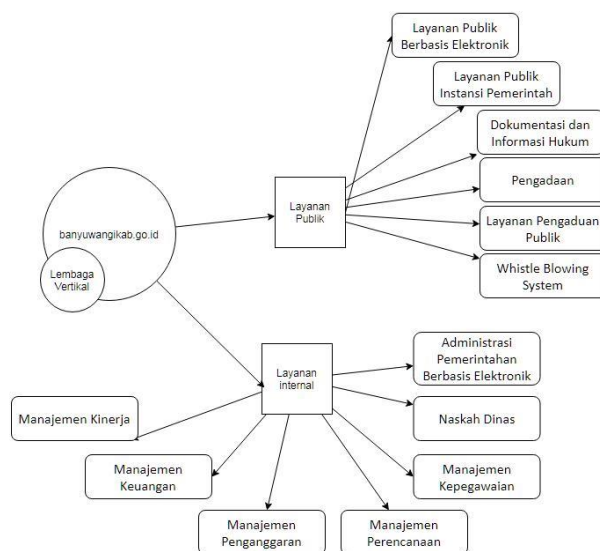 Layanan Publik
Berbasis Elektronik
Layanan Publik
Instansi Pemerintah
Dokumentasi dan
Informasi Hukum
Pengadaan
Layanan Pengaduan
Publik
Whistle Blowing
System
Layanan
Publik
banyuwangikab.go.id
Lembaga
Vertikal
Layanan
internal
Administrasi
Pemerintahan
Berbasis Elektronik
Naskah Dinas
Manajemen
Kepegawaian
Manajemen
Perencanaan
Manajemen
Penganggaran
Manajemen
Keuangan
Manajemen Kinerja